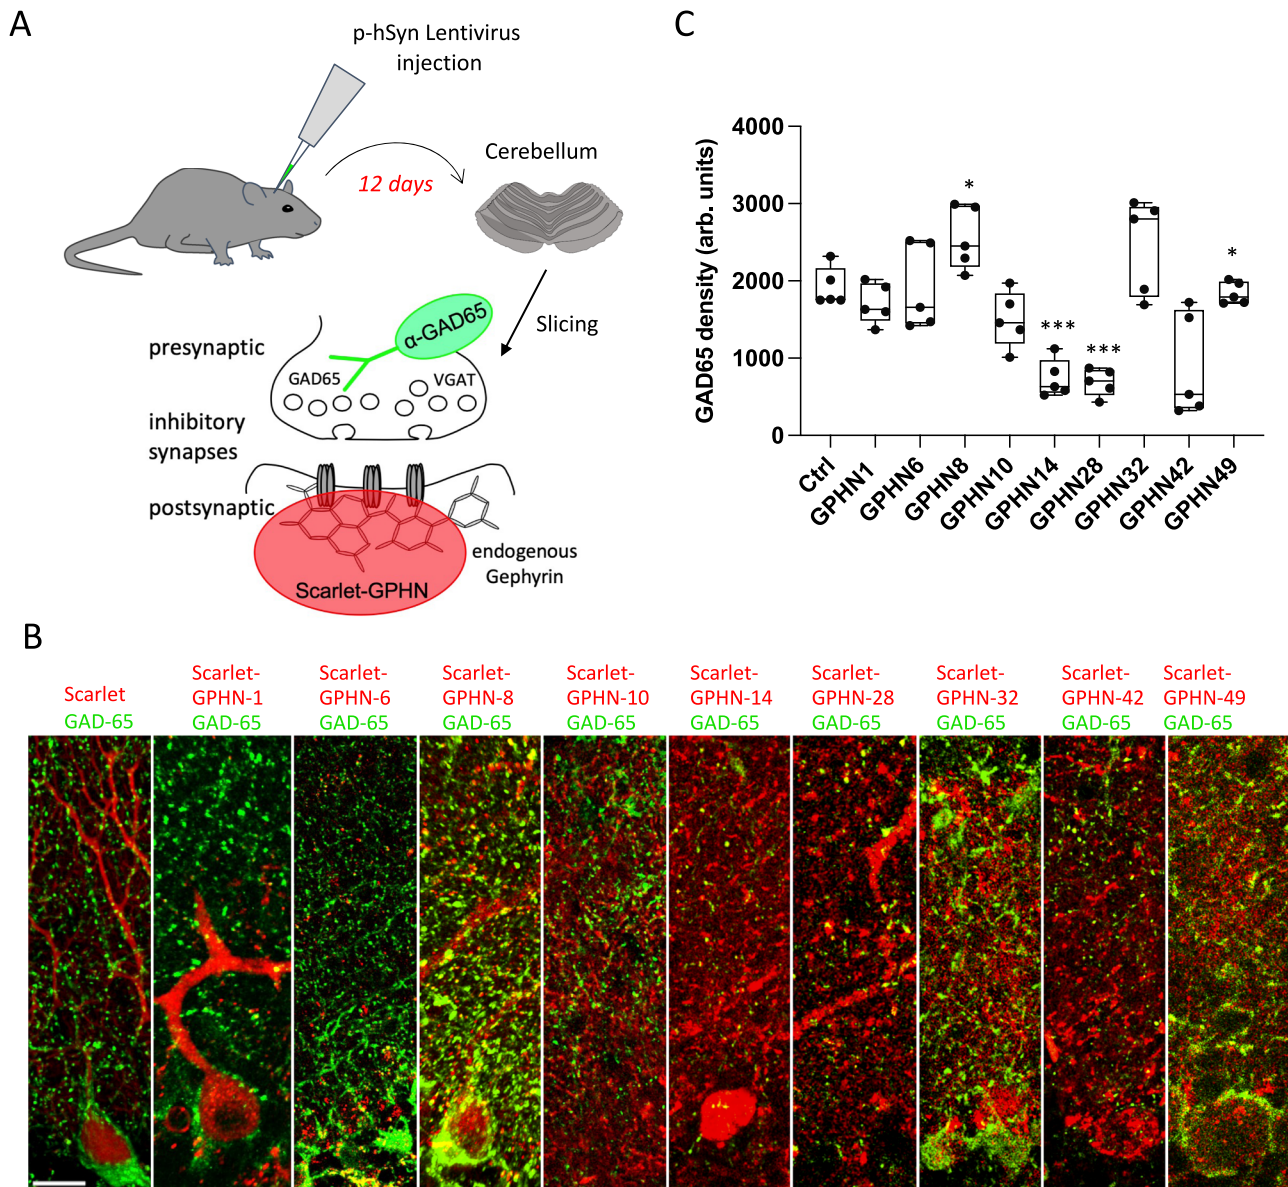 A
p-hSyn Lentivirus
injection
12 days
Cerebellum
Slicing
presynaptic
α-GAD65
GAD65
VGAT
inhibitory
synapses
postsynaptic
endogenous
Gephyrin
Scarlet-GPHN
C
GAD65 density (arb. units)
4000
3000
2000
1000
0
*
***
***
*
Ctrl
GPHN1
GPHN6
GPHN8
GPHN10
GPHN14
GPHN28
GPHN32
GPHN42
GPHN49
B
Scarlet
GAD-65
Scarlet-
GPHN-1
GAD-65
Scarlet-
GPHN-6
GAD-65
Scarlet-
GPHN-8
GAD-65
Scarlet-
GPHN-10
GAD-65
Scarlet-
GPHN-14
GAD-65
Scarlet-
GPHN-28
GAD-65
Scarlet-
GPHN-32
GAD-65
Scarlet-
GPHN-42
GAD-65
Scarlet-
GPHN-49
GAD-65